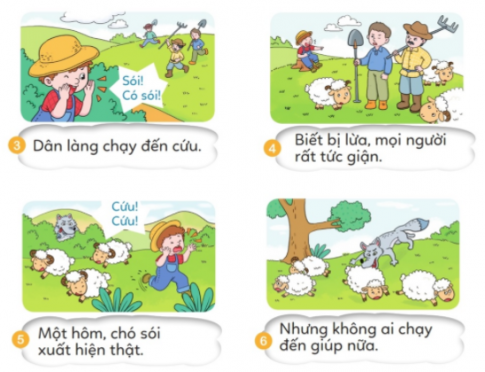 Sói!
Có sói!
3 Dân làng chạy đến cứu.
4 Biết bị lừa, mọi người
rất tức giận.
Cứu!
Cứu!
5 Một hôm, chó sói
xuất hiện thật.
6 Nhưng không ai chạy
đến giúp nữa.